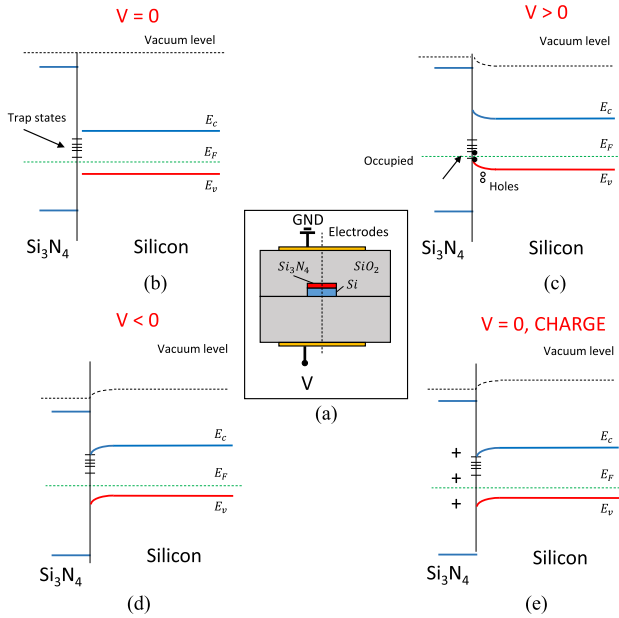 V = 0
Vacuum level
Trap states
E_c
E_F
E_v
Si₃N₄
Silicon
(b)
V > 0
Vacuum level
E_c
E_F
Occupied
E_v
Holes
Si₃N₄
Silicon
(c)
GND
Electrodes
Si₃N₄
SiO₂
Si
V
(a)
V < 0
Vacuum level
E_c
E_F
E_v
Silicon
Si₃N₄
(d)
V = 0, CHARGE
Vacuum level
E_c
+
+
E_F
+
E_v
Silicon
Si₃N₄
(e)